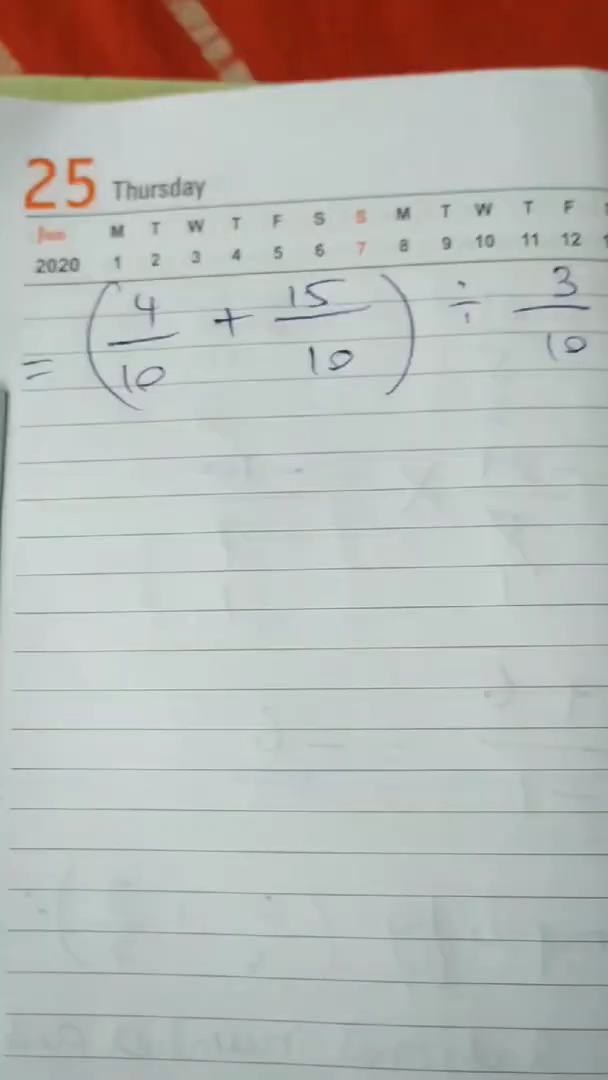 25 Thursday
Jun M T W T F S S M T W T F
2020 1 2 3 4 5 6 7 8 9 10 11 12
= (4/10 + 15/10) ÷ 3/10